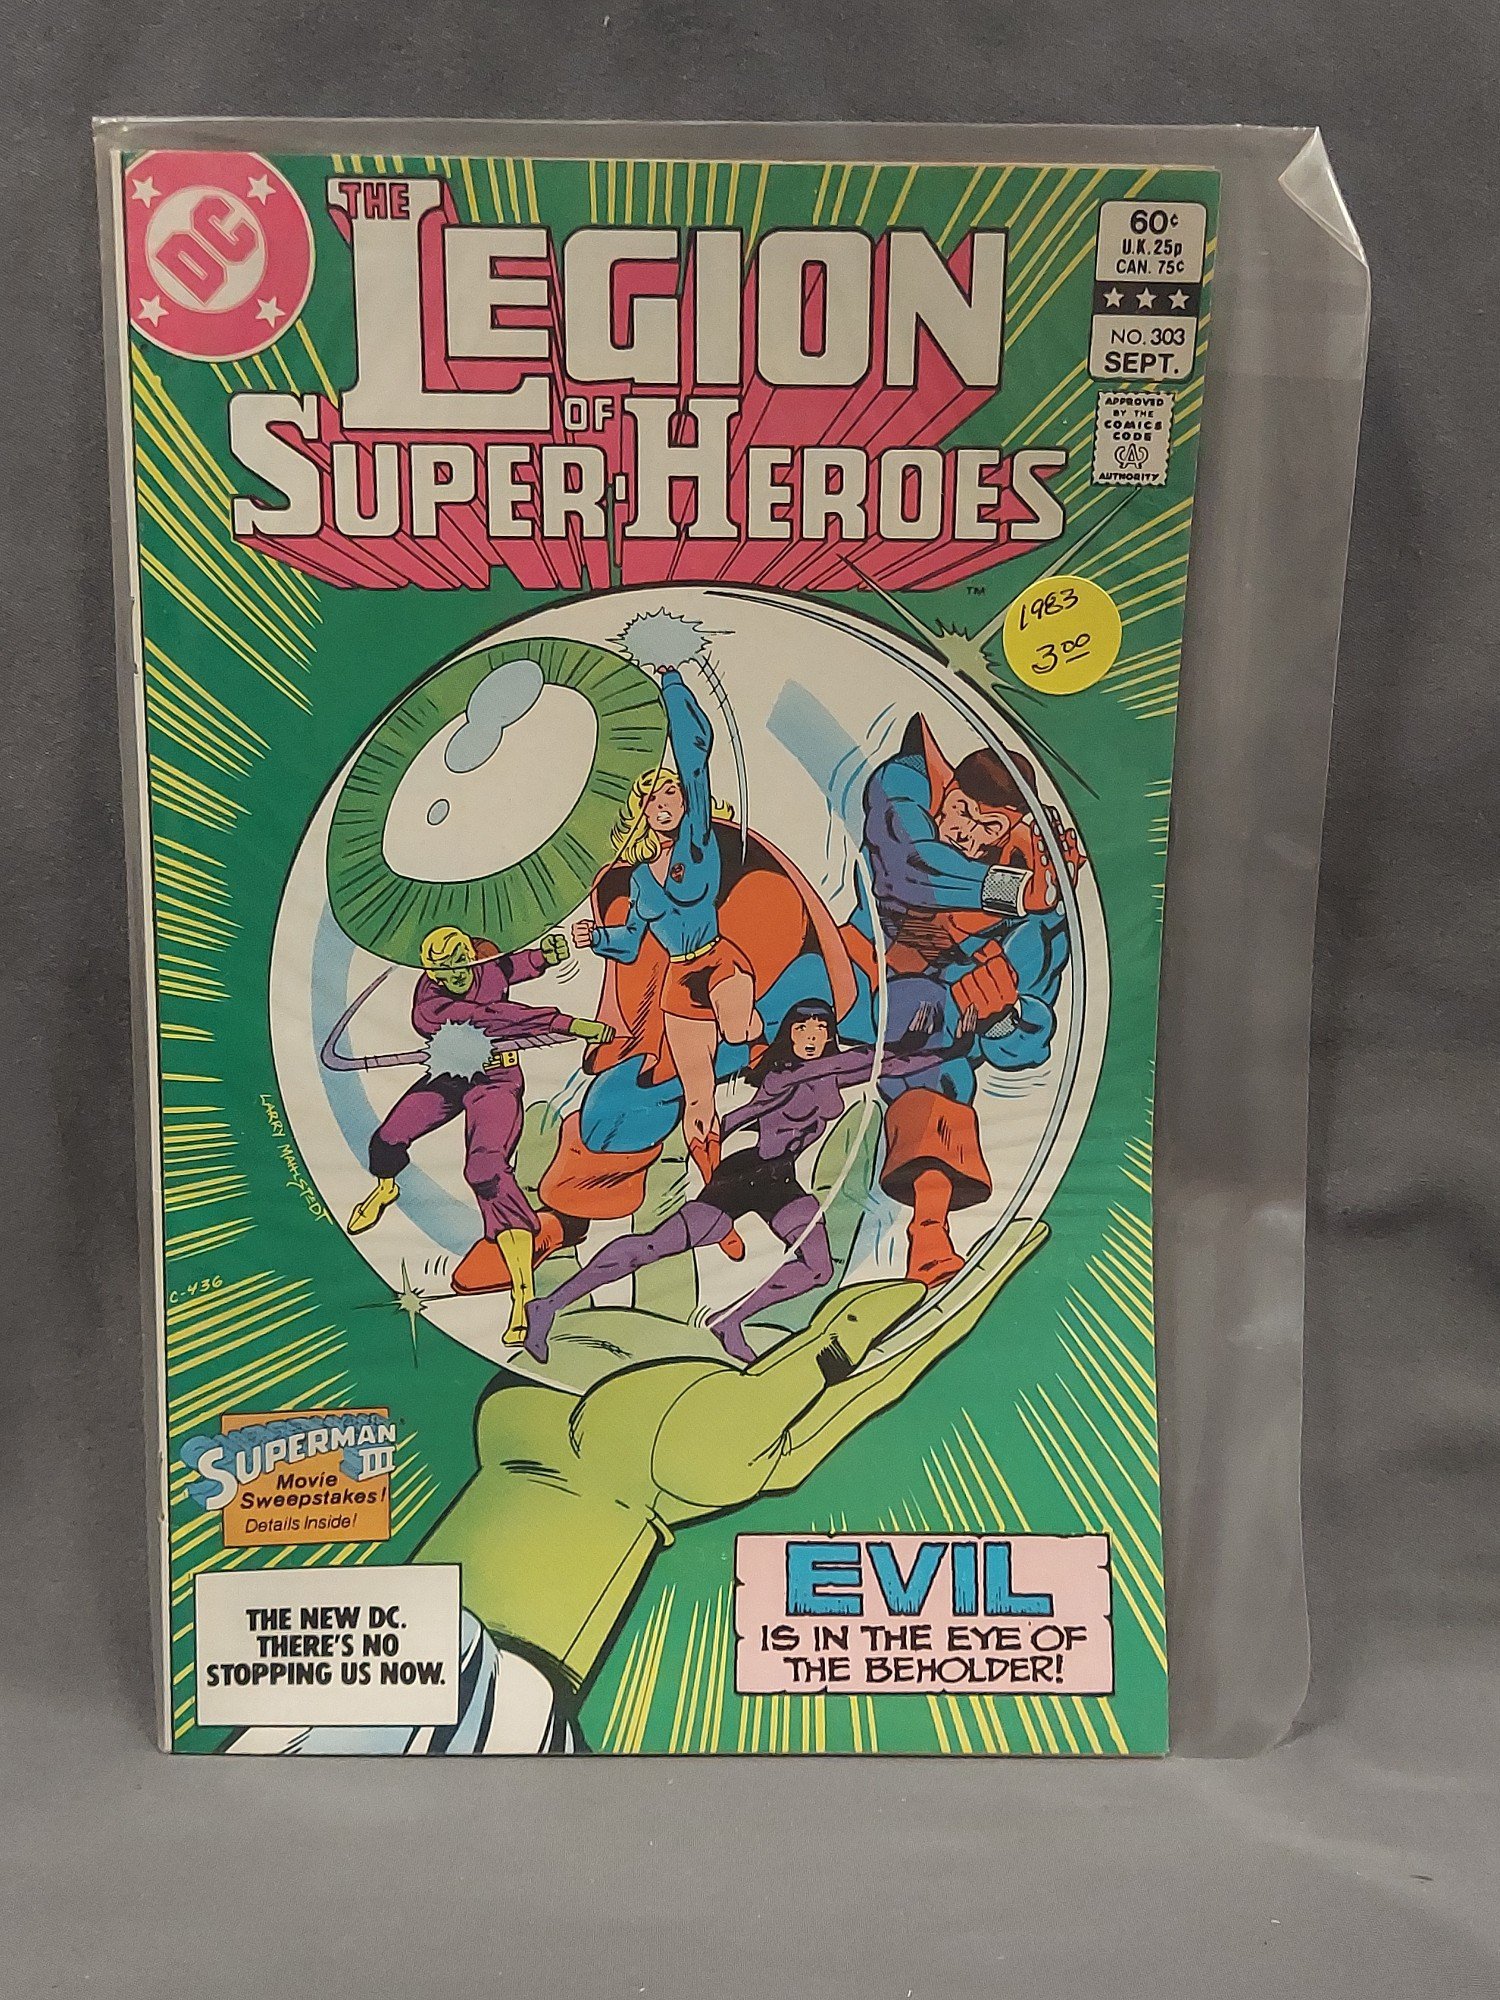 DC
THE
LEGION
OF
SUPER-HEROES
TM
60¢
U.K. 25p
CAN. 75¢
NO. 303
SEPT.
APPROVED
BY THE
COMICS
CODE
CA
AUTHORITY
1983
3.00
LARRY MAHLSTEDT
C-436
SUPERMAN
III
Movie
Sweepstakes!
Details Inside!
THE NEW DC.
THERE'S NO
STOPPING US NOW.
EVIL
IS IN THE EYE OF
THE BEHOLDER!